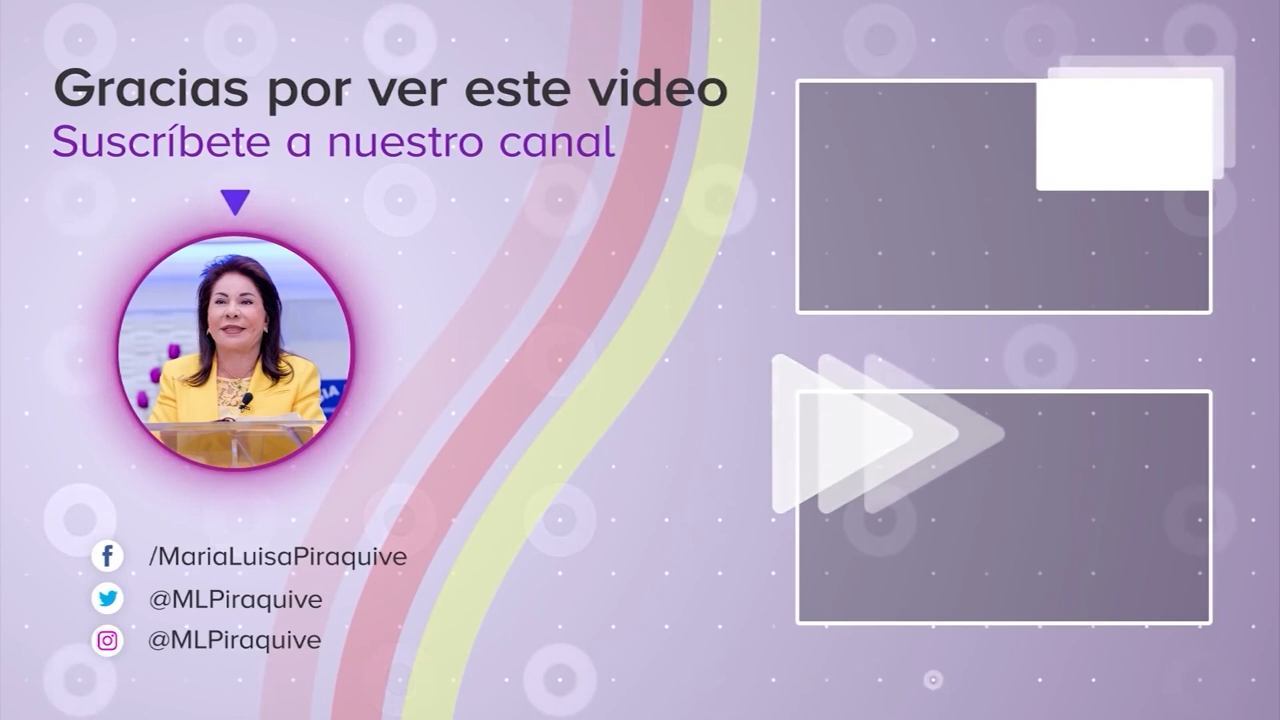 Gracias por ver este video
Suscríbete a nuestro canal
/MariaLuisaPiraquive
@MLPiraquive
@MLPiraquive